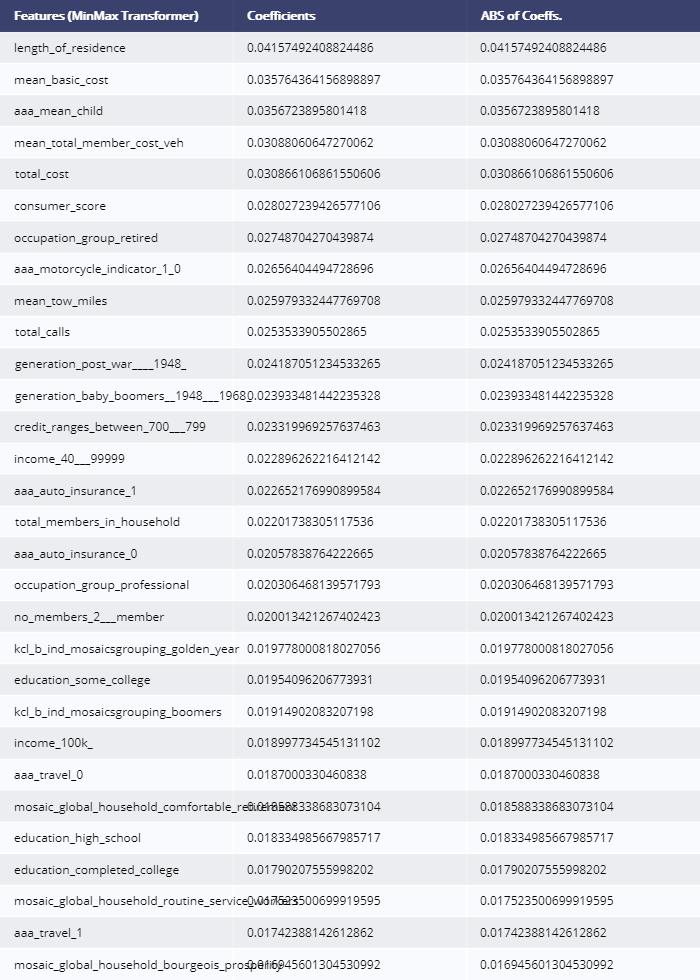 Features (MinMax Transformer) Coefficients ABS of Coeffs.
length_of_residence 0.04157492408824486 0.04157492408824486
mean_basic_cost 0.035764364156898897 0.035764364156898897
aaa_mean_child 0.0356723895801418 0.0356723895801418
mean_total_member_cost_veh 0.03088060647270062 0.03088060647270062
total_cost 0.030866106861550606 0.030866106861550606
consumer_score 0.028027239426577106 0.028027239426577106
occupation_group_retired 0.02748704270439874 0.02748704270439874
aaa_motorcycle_indicator_1_0 0.02656404494728696 0.02656404494728696
mean_tow_miles 0.025979332447769708 0.025979332447769708
total_calls 0.0253533905502865 0.0253533905502865
generation_post_war____1948_ 0.024187051234533265 0.024187051234533265
generation_baby_boomers__1948___1968_ 0.023933481442235328 0.023933481442235328
credit_ranges_between_700___799 0.023319969257637463 0.023319969257637463
income_40___99999 0.022896262216412142 0.022896262216412142
aaa_auto_insurance_1 0.022652176990899584 0.022652176990899584
total_members_in_household 0.02201738305117536 0.02201738305117536
aaa_auto_insurance_0 0.02057838764222665 0.02057838764222665
occupation_group_professional 0.020306468139571793 0.020306468139571793
no_members_2___member 0.020013421267402423 0.020013421267402423
kcl_b_ind_mosaicsgrouping_golden_year 0.019778000818027056 0.019778000818027056
education_some_college 0.01954096206773931 0.01954096206773931
kcl_b_ind_mosaicsgrouping_boomers 0.01914902083207198 0.01914902083207198
income_100k_ 0.018997734545131102 0.018997734545131102
aaa_travel_0 0.0187000330460838 0.0187000330460838
mosaic_global_household_comfortable_retirement 0.018588338683073104 0.018588338683073104
education_high_school 0.018334985667985717 0.018334985667985717
education_completed_college 0.01790207555998202 0.01790207555998202
mosaic_global_household_routine_service_workers 0.017523500699919595 0.017523500699919595
aaa_travel_1 0.01742388142612862 0.01742388142612862
mosaic_global_household_bourgeois_prosperity 0.016945601304530992 0.016945601304530992